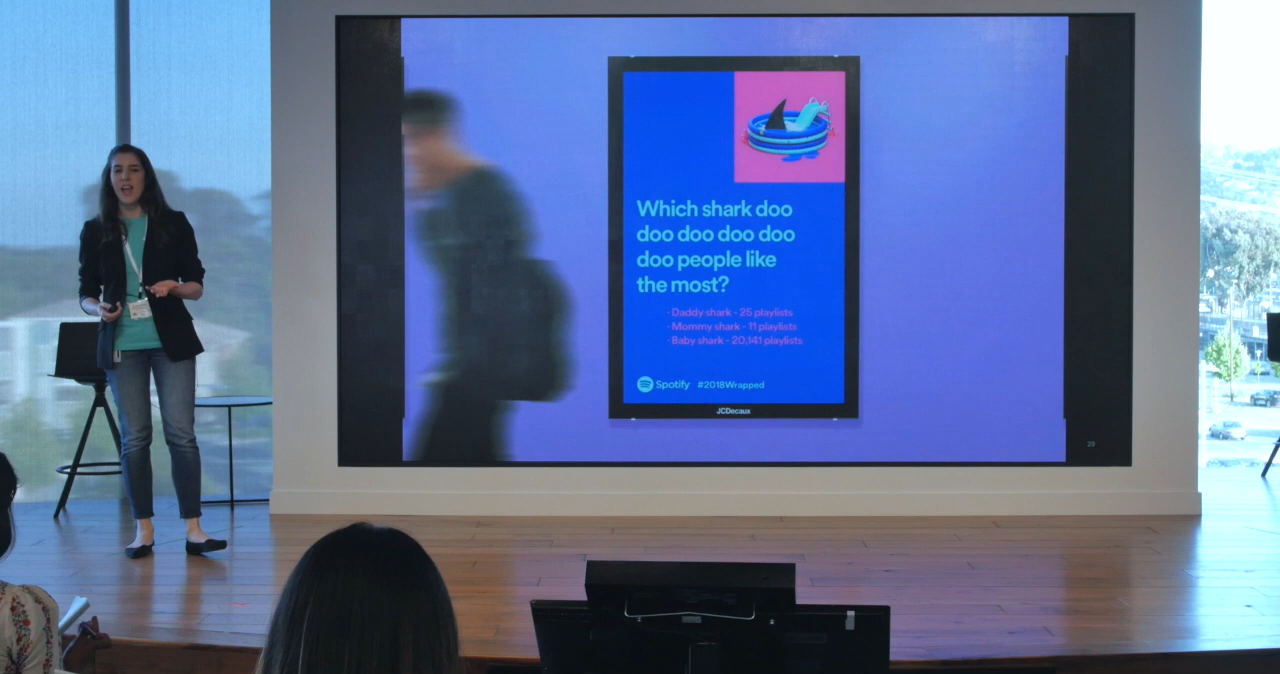 Which shark doo
doo doo doo doo
doo people like
the most?
· Daddy shark - 25 playlists
· Mommy shark - 11 playlists
· Baby shark - 20,141 playlists
Spotify #2018Wrapped
JCDecaux
29